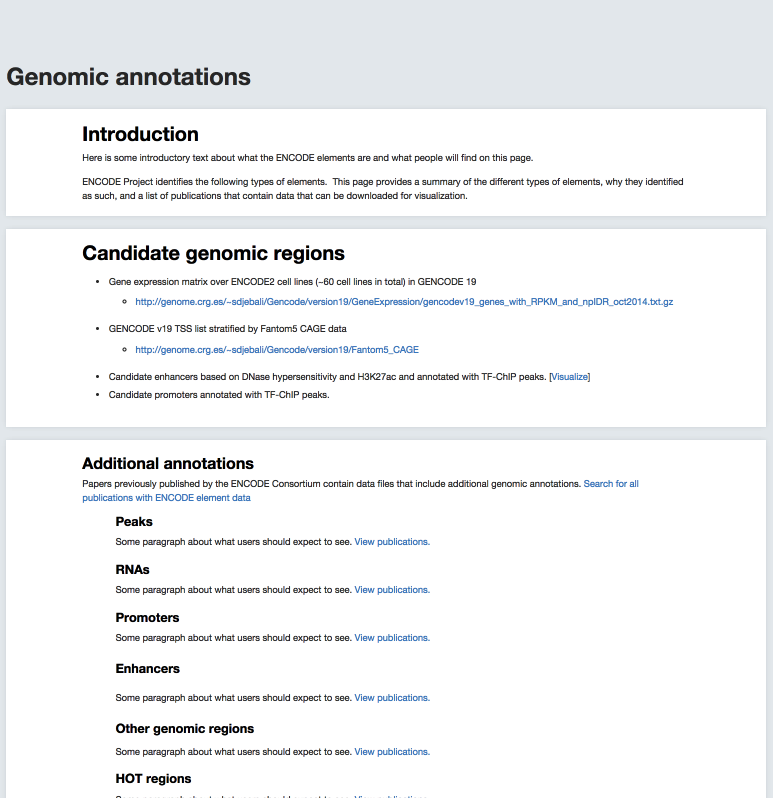 Genomic annotations
Introduction
Here is some introductory text about what the ENCODE elements are and what people will find on this page.
ENCODE Project identifies the following types of elements.  This page provides a summary of the different types of elements, why they identified
as such, and a list of publications that contain data that can be downloaded for visualization.
Candidate genomic regions
• Gene expression matrix over ENCODE2 cell lines (~60 cell lines in total) in GENCODE 19
http://genome.crg.es/~sdjebali/Gencode/version19/GeneExpression/gencodev19_genes_with_RPKM_and_npIDR_oct2014.txt.gz
• GENCODE v19 TSS list stratified by Fantom5 CAGE data
http://genome.crg.es/~sdjebali/Gencode/version19/Fantom5_CAGE
• Candidate enhancers based on DNase hypersensitivity and H3K27ac and annotated with TF-ChIP peaks. [Visualize]
• Candidate promoters annotated with TF-ChIP peaks.
Additional annotations
Papers previously published by the ENCODE Consortium contain data files that include additional genomic annotations. Search for all
publications with ENCODE element data
Peaks
Some paragraph about what users should expect to see. View publications.
RNAs
Some paragraph about what users should expect to see. View publications.
Promoters
Some paragraph about what users should expect to see. View publications.
Enhancers
Some paragraph about what users should expect to see. View publications.
Other genomic regions
Some paragraph about what users should expect to see. View publications.
HOT regions